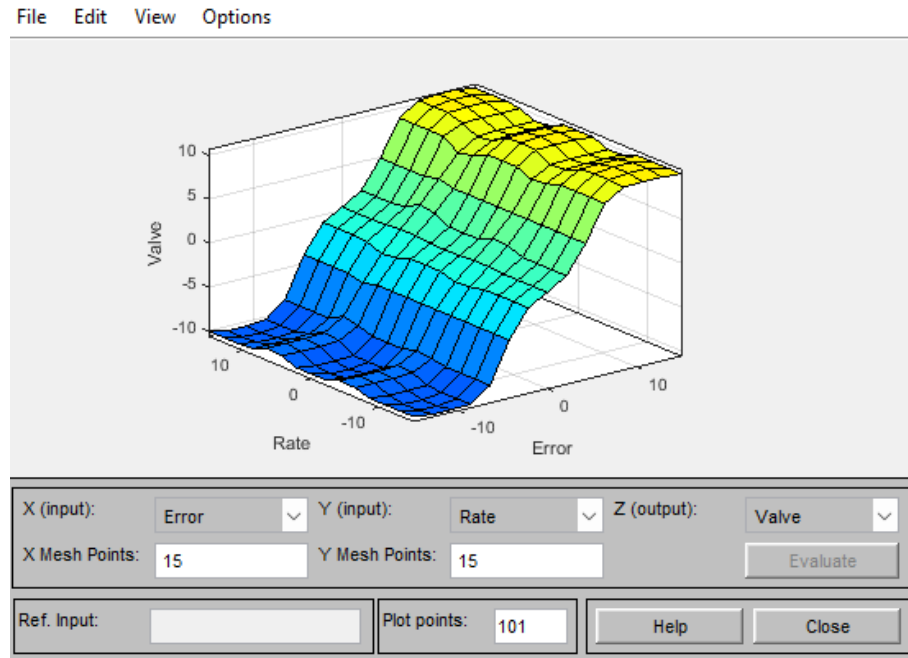 File Edit View Options
10
5
0
-5
-10
Valve
10
0
-10
Rate
-10
0
10
Error
X (input): Error Y (input): Rate Z (output): Valve
X Mesh Points: 15 Y Mesh Points: 15 Evaluate
Ref. Input: Plot points: 101 Help Close